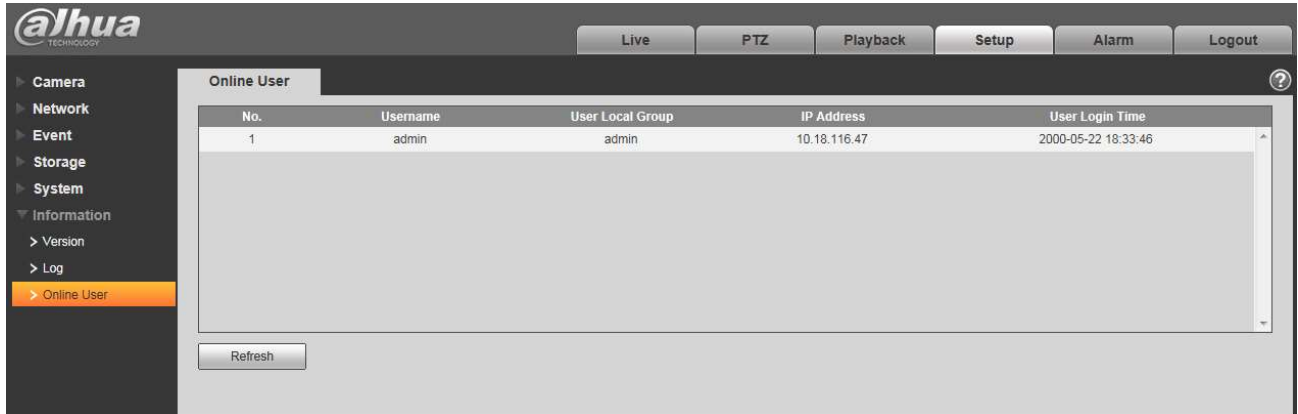 alhua
TECHNOLOGY
Live PTZ Playback Setup Alarm Logout
Camera
Network
Event
Storage
System
Information
> Version
> Log
> Online User
Online User
?
No. Username User Local Group IP Address User Login Time
1 admin admin 10.18.116.47 2000-05-22 18:33:46
Refresh